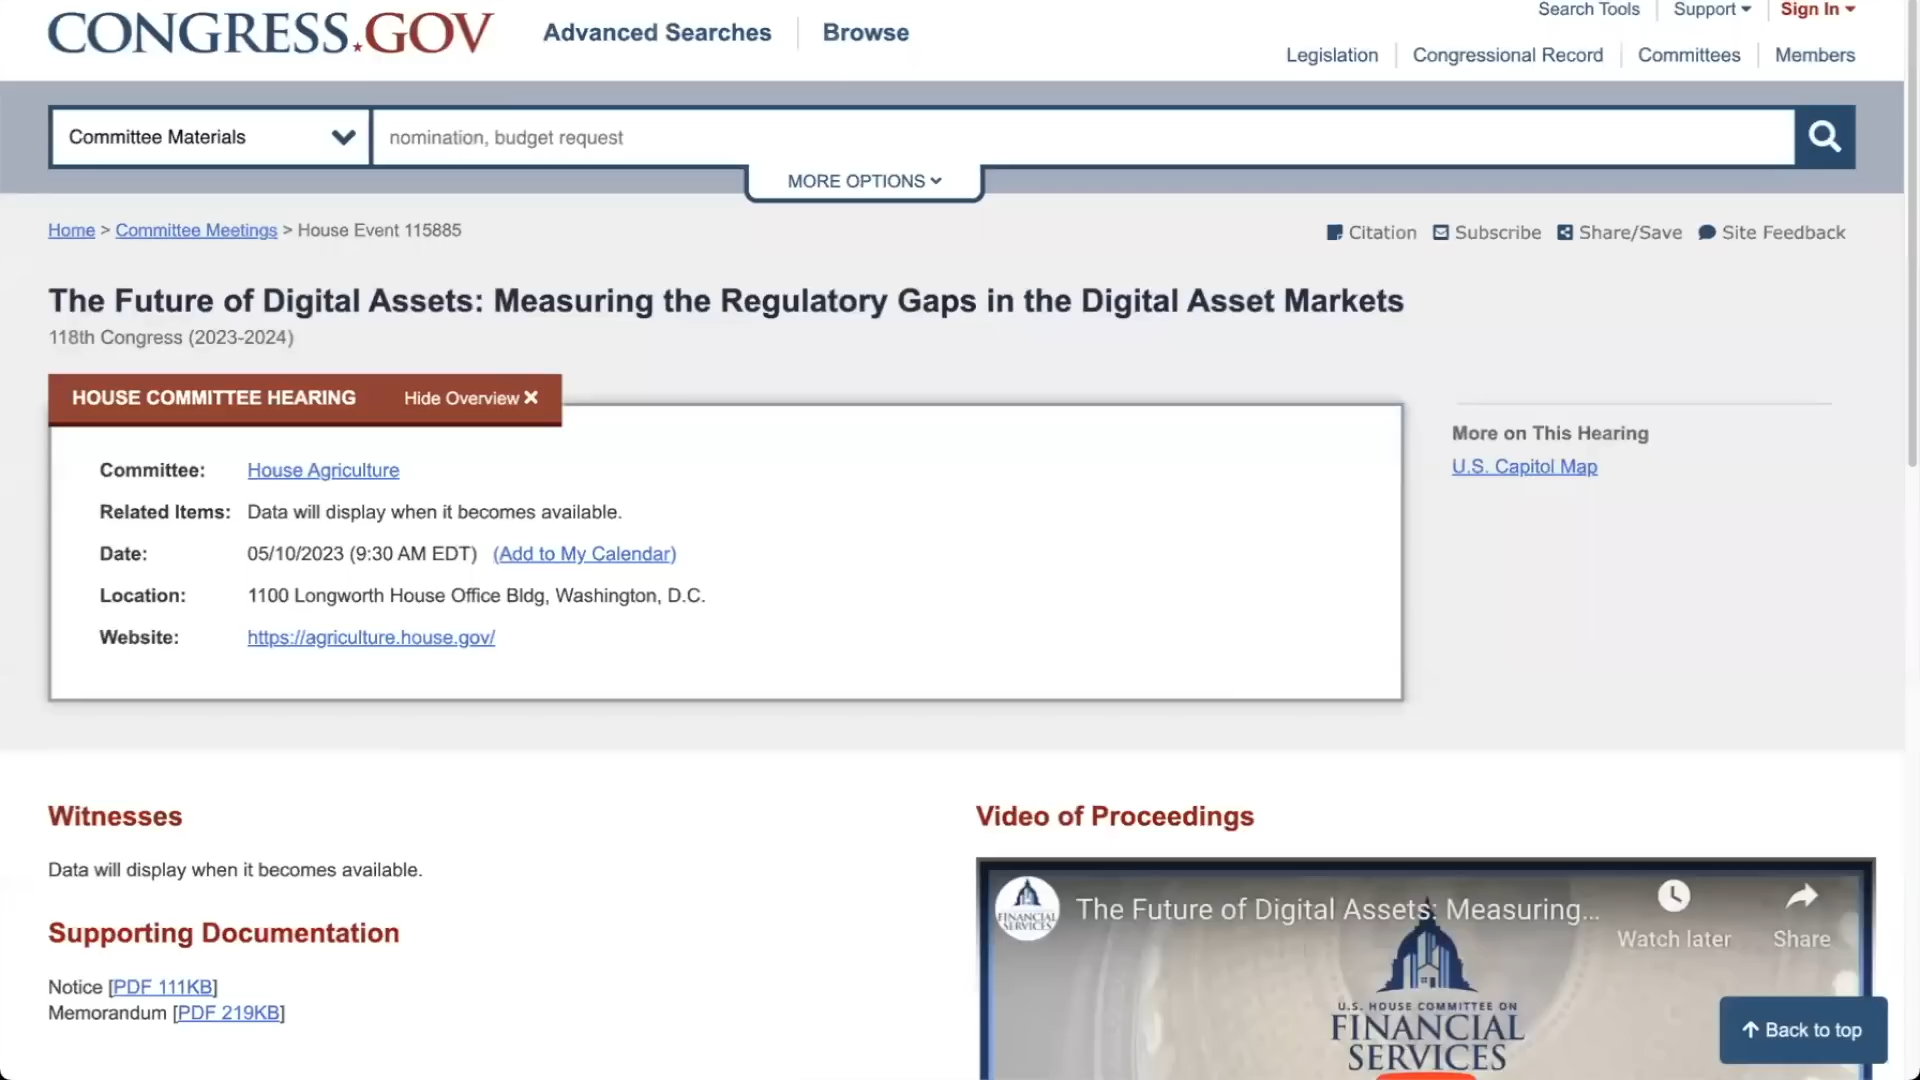 CONGRESS.GOV
Advanced Searches
Browse
Search Tools
Support
Sign In
Legislation
Congressional Record
Committees
Members
Committee Materials
nomination, budget request
MORE OPTIONS
Home > Committee Meetings > House Event 115885
Citation
Subscribe
Share/Save
Site Feedback
The Future of Digital Assets: Measuring the Regulatory Gaps in the Digital Asset Markets
118th Congress (2023-2024)
HOUSE COMMITTEE HEARING
Hide Overview
Committee: House Agriculture
Related Items: Data will display when it becomes available.
Date: 05/10/2023 (9:30 AM EDT) (Add to My Calendar)
Location: 1100 Longworth House Office Bldg, Washington, D.C.
Website: https://agriculture.house.gov/
More on This Hearing
U.S. Capitol Map
Witnesses
Data will display when it becomes available.
Supporting Documentation
Notice [PDF 111KB]
Memorandum [PDF 219KB]
Video of Proceedings
FINANCIAL
SERVICES
The Future of Digital Assets: Measuring...
Watch later
Share
U.S. HOUSE COMMITTEE ON
FINANCIAL
SERVICES
Back to top